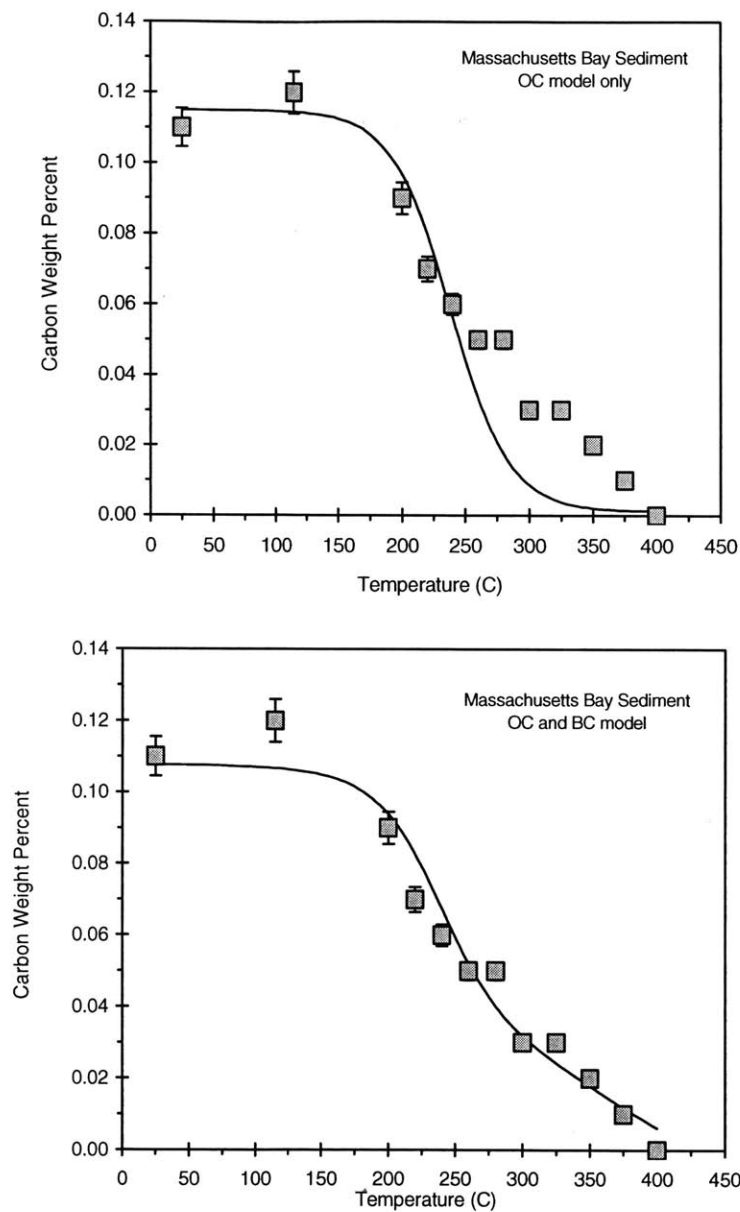 0.14
0.12
0.10
0.08
0.06
0.04
0.02
0.00
Carbon Weight Percent
Massachusetts Bay Sediment
OC model only
0 50 100 150 200 250 300 350 400 450
Temperature (C)
0.14
0.12
0.10
0.08
0.06
0.04
0.02
0.00
Carbon Weight Percent
Massachusetts Bay Sediment
OC and BC model
0 50 100 150 200 250 300 350 400 450
Temperature (C)